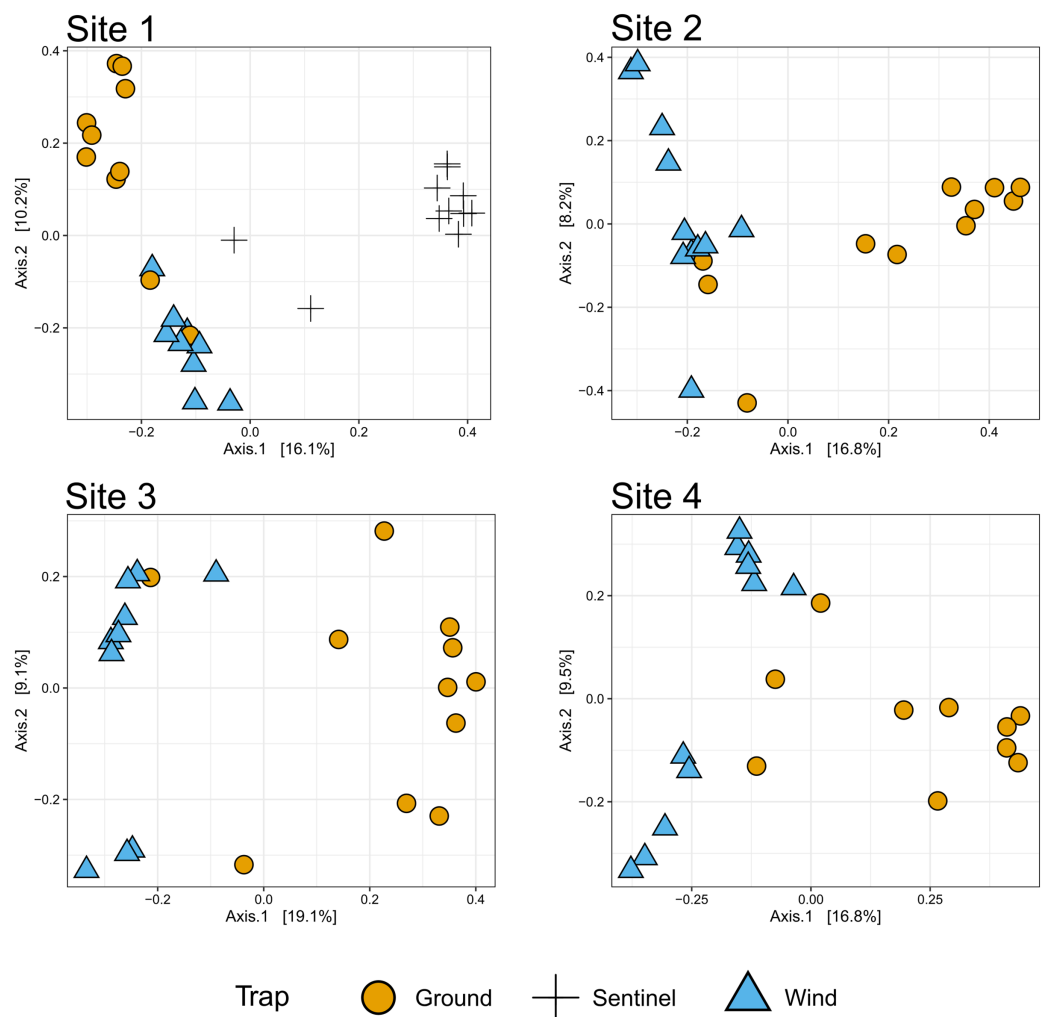 Site 1
0.4
0.2
0.0
−0.2
Axis.2 [10.2%]
−0.2 0.0 0.2 0.4
Axis.1 [16.1%]
Site 2
0.4
0.2
0.0
−0.2
−0.4
Axis.2 [8.2%]
−0.2 0.0 0.2 0.4
Axis.1 [16.8%]
Site 3
0.2
0.0
−0.2
Axis.2 [9.1%]
−0.2 0.0 0.2 0.4
Axis.1 [19.1%]
Site 4
0.2
0.0
−0.2
Axis.2 [9.5%]
−0.25 0.00 0.25
Axis.1 [16.8%]
Trap Ground Sentinel Wind